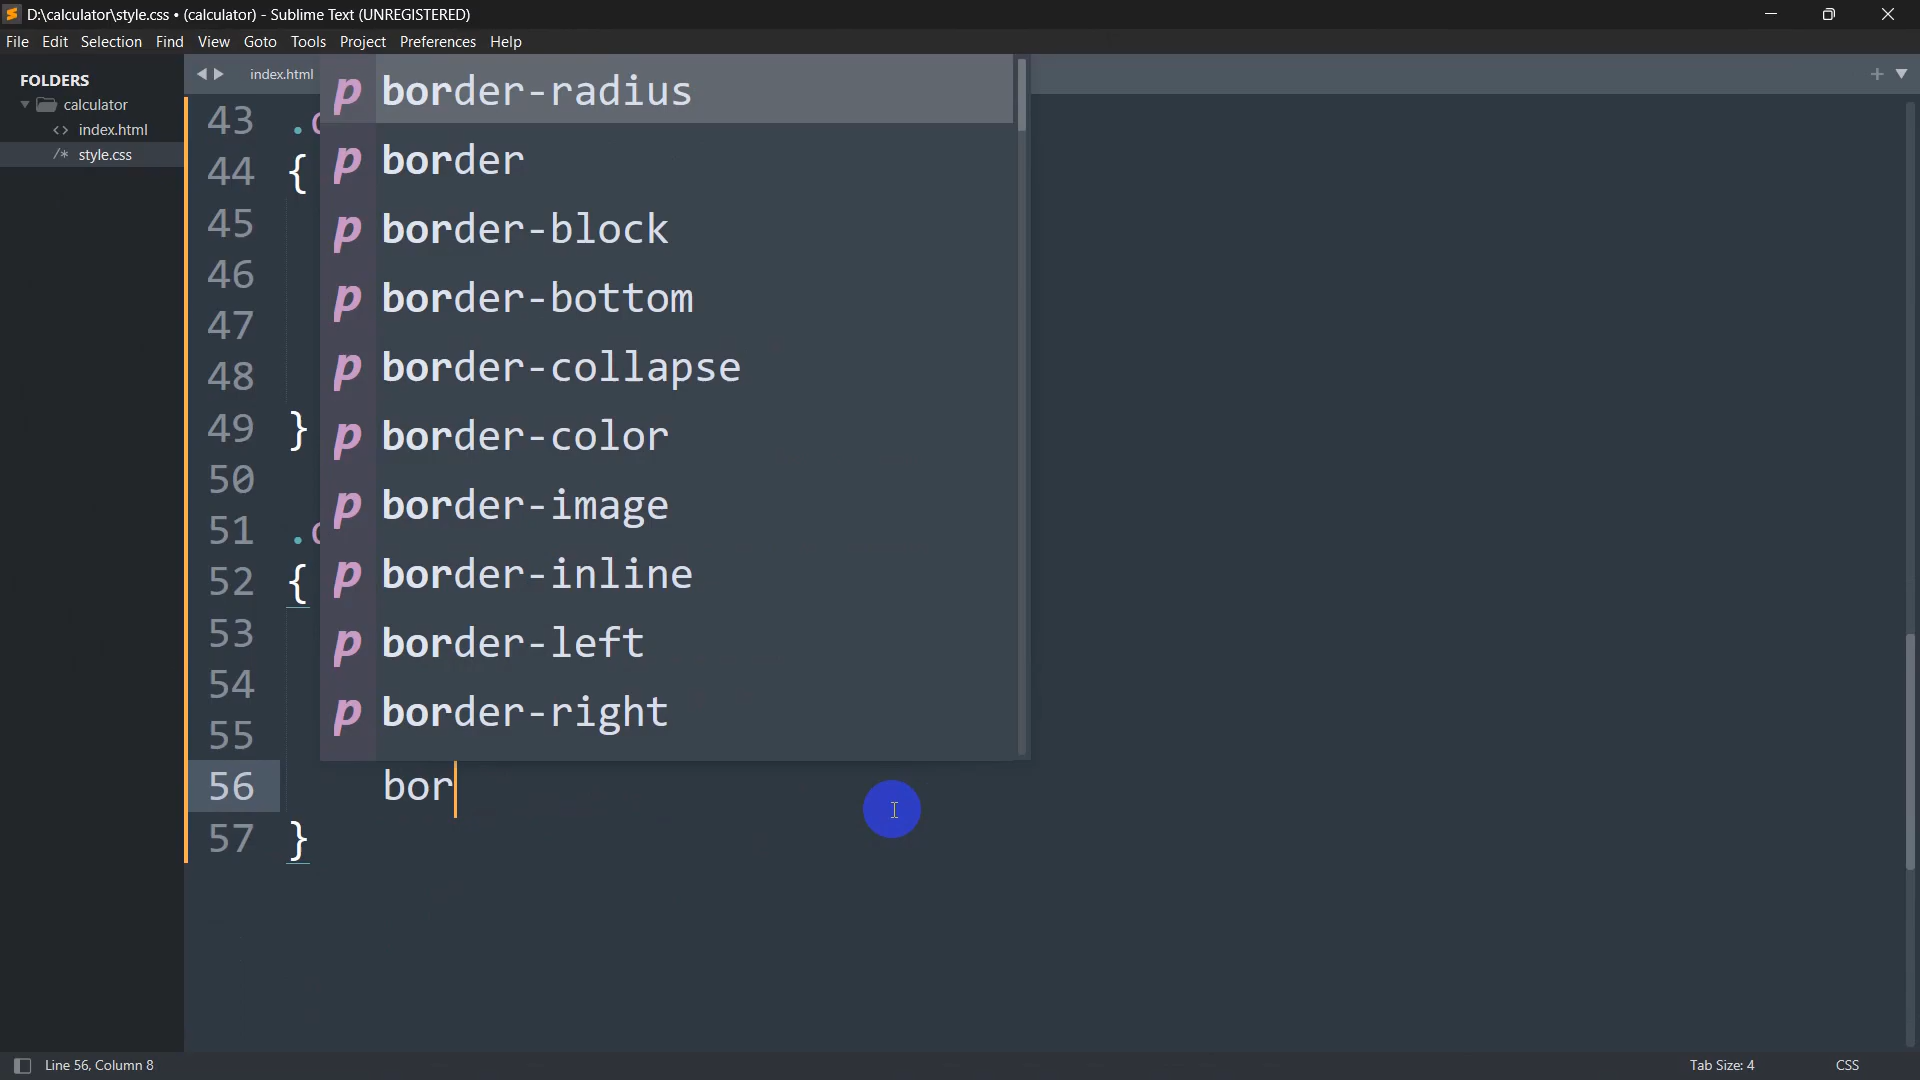 D:\calculator\style.css • (calculator) - Sublime Text (UNREGISTERED)
File Edit Selection Find View Goto Tools Project Preferences Help
FOLDERS
calculator
<> index.html
/* style.css
index.html
p border-radius
p border
p border-block
p border-bottom
p border-collapse
p border-color
p border-image
p border-inline
p border-left
p border-right
43 .c
44 {
45
46
47
48
49 }
50
51 .c
52 {
53
54
55
56 bor
57 }
Line 56, Column 8
Tab Size: 4
CSS